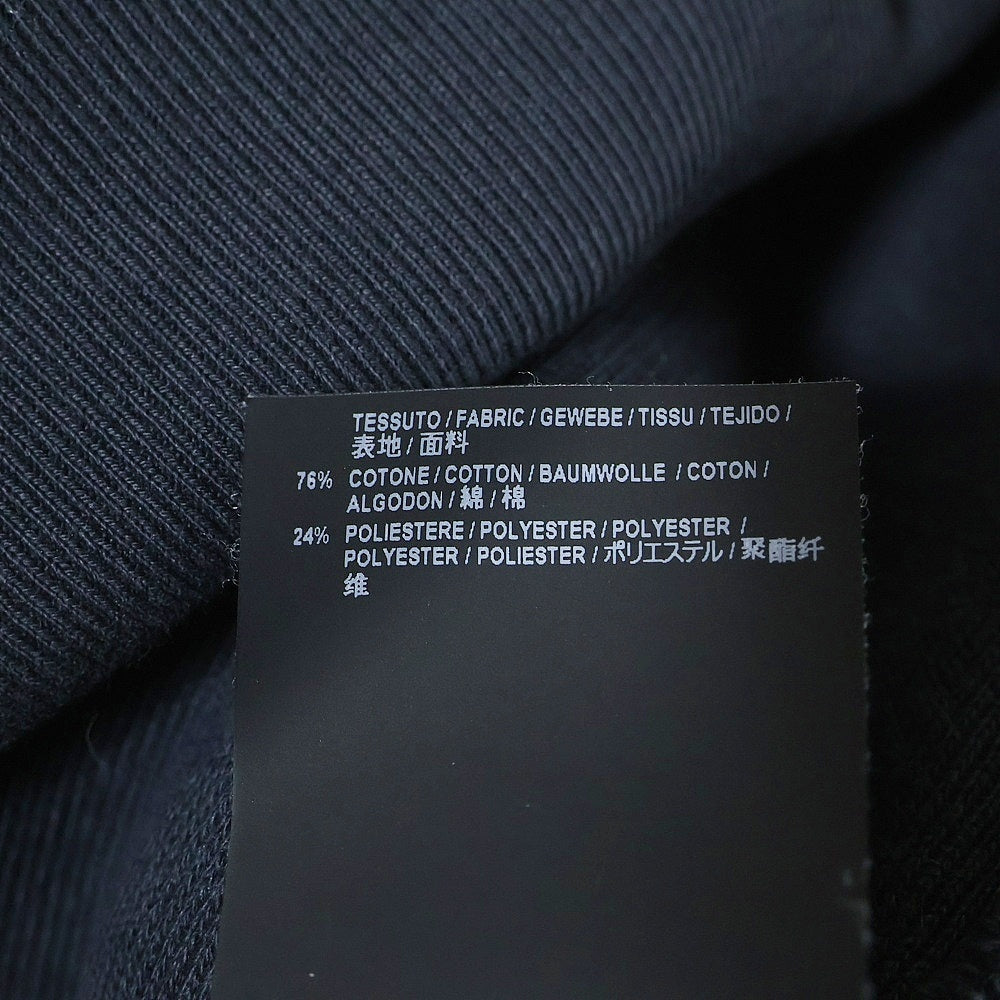 TESSUTO / FABRIC / GEWEBE / TISSU / TEJIDO /
表地 / 面料
76% COTONE / COTTON / BAUMWOLLE / COTON /
ALGODON / 綿 / 棉
24% POLIESTERE / POLYESTER / POLYESTER /
POLYESTER / POLIESTER / ポリエステル / 聚酯纤
维